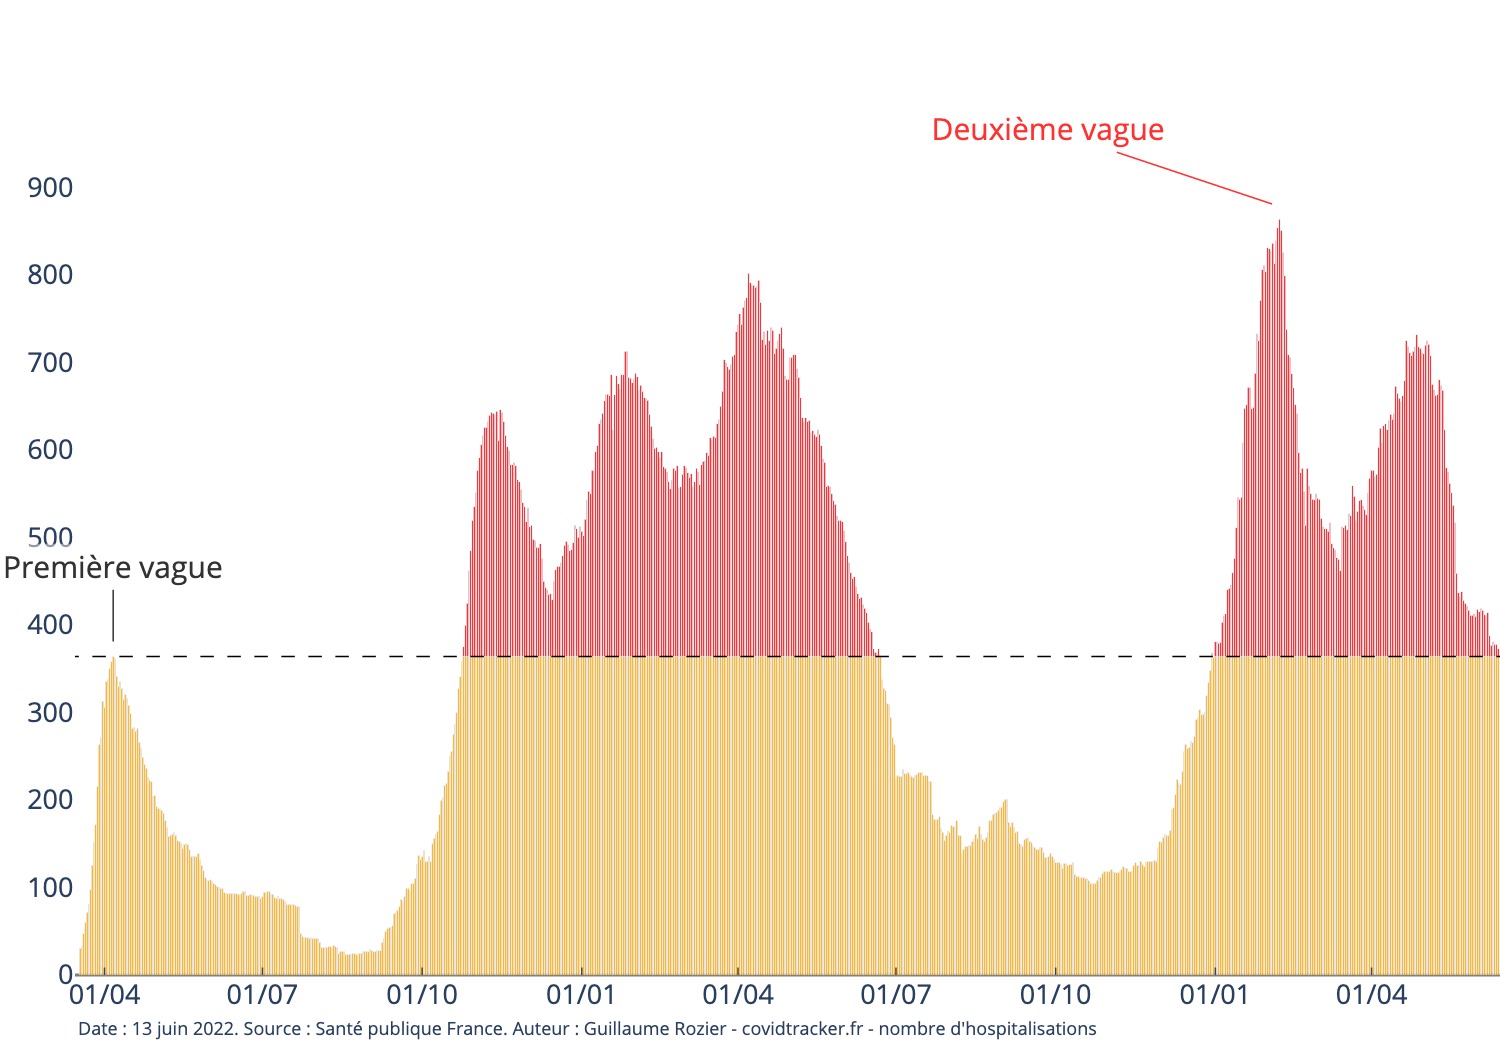 Deuxième vague
900
800
700
600
500
Première vague
400
300
200
100
0
01/04 01/07 01/10 01/01 01/04 01/07 01/10 01/01 01/04
Date : 13 juin 2022. Source : Santé publique France. Auteur : Guillaume Rozier - covidtracker.fr - nombre d'hospitalisations